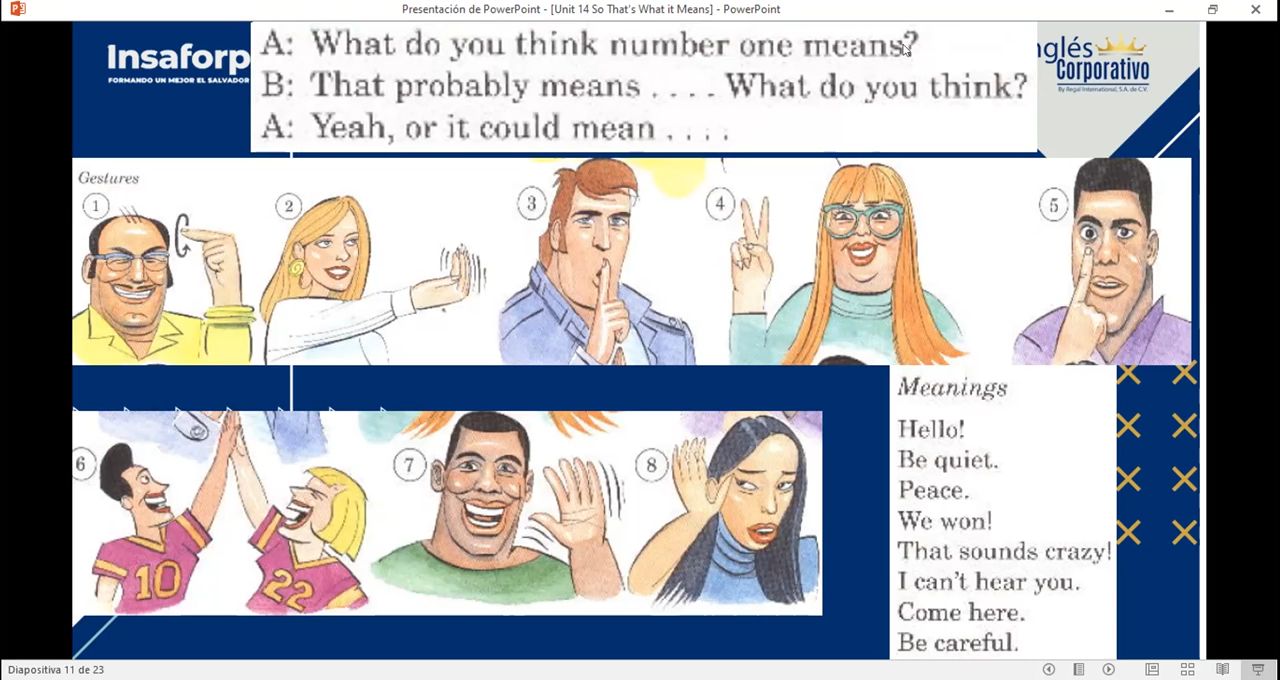 Presentación de PowerPoint - [Unit 14 So That's What it Means] - PowerPoint
Insaforp
FORMANDO UN MEJOR EL SALVADOR
A: What do you think number one means?
B: That probably means . . . . What do you think?
A: Yeah, or it could mean . . . .
nglés
Corporativo
By Regal International, S.A. de C.V.
Gestures
1
2
3
4
5
6
7
8
10
22
Meanings
Hello!
Be quiet.
Peace.
We won!
That sounds crazy!
I can't hear you.
Come here.
Be careful.
Diapositiva 11 de 23